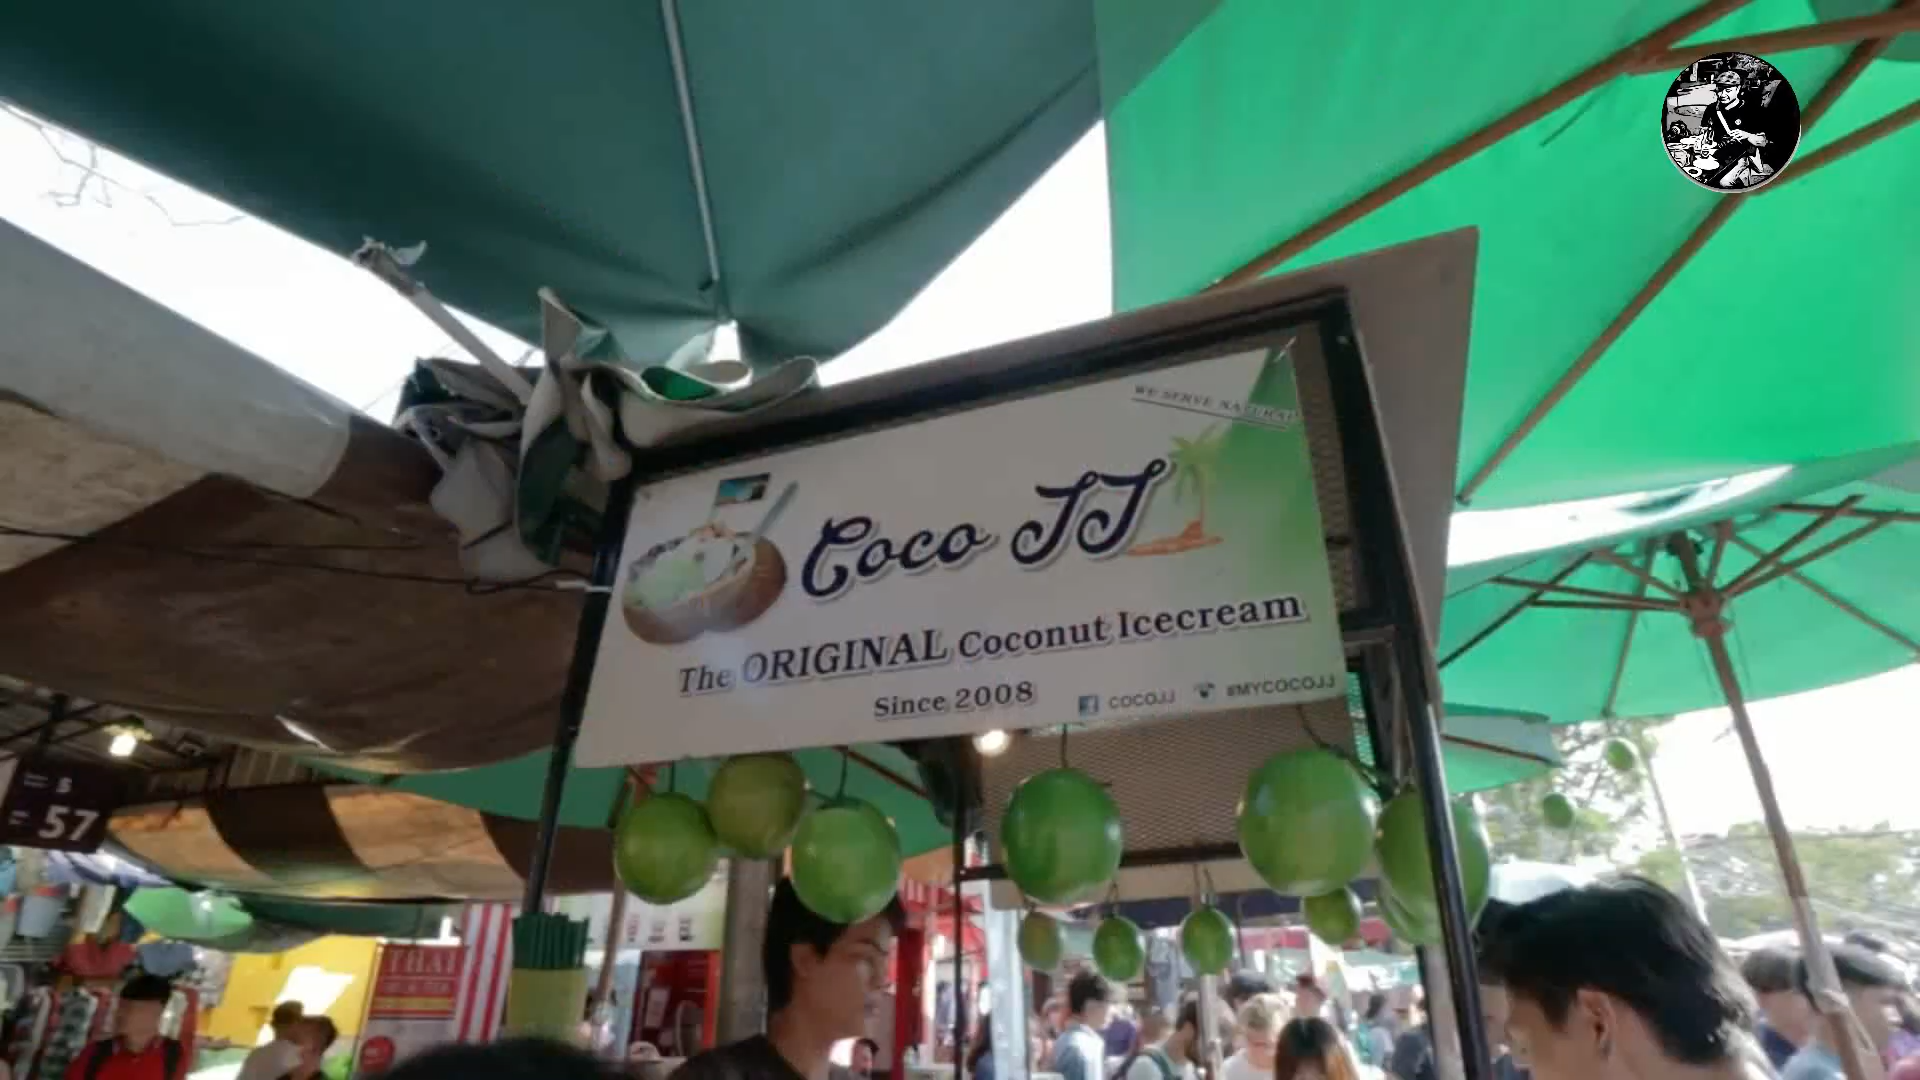 WE SERVE NATURAL
Coco JJ
The ORIGINAL Coconut Icecream
Since 2008
COCOJJ #MYCOCOJJ
57
THAI